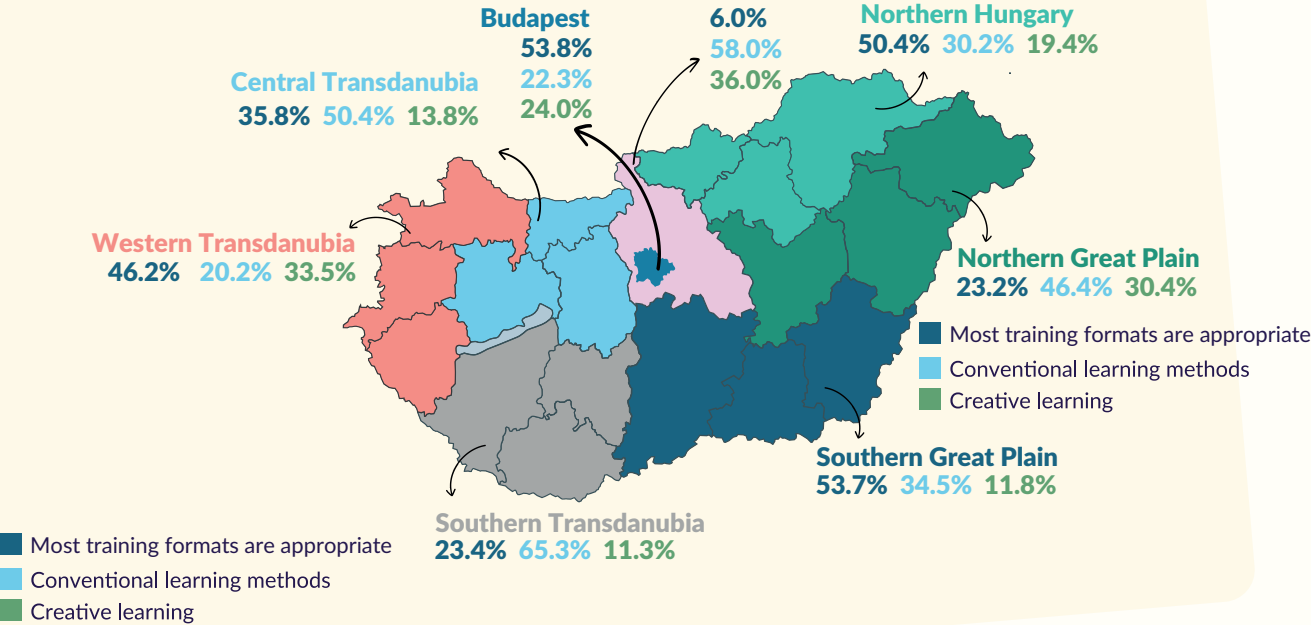 Budapest
53.8%
22.3%
24.0%
6.0%
58.0%
36.0%
Northern Hungary
50.4% 30.2% 19.4%
Central Transdanubia
35.8% 50.4% 13.8%
Western Transdanubia
46.2% 20.2% 33.5%
Northern Great Plain
23.2% 46.4% 30.4%
Most training formats are appropriate
Conventional learning methods
Creative learning
Southern Great Plain
53.7% 34.5% 11.8%
Southern Transdanubia
23.4% 65.3% 11.3%
Most training formats are appropriate
Conventional learning methods
Creative learning